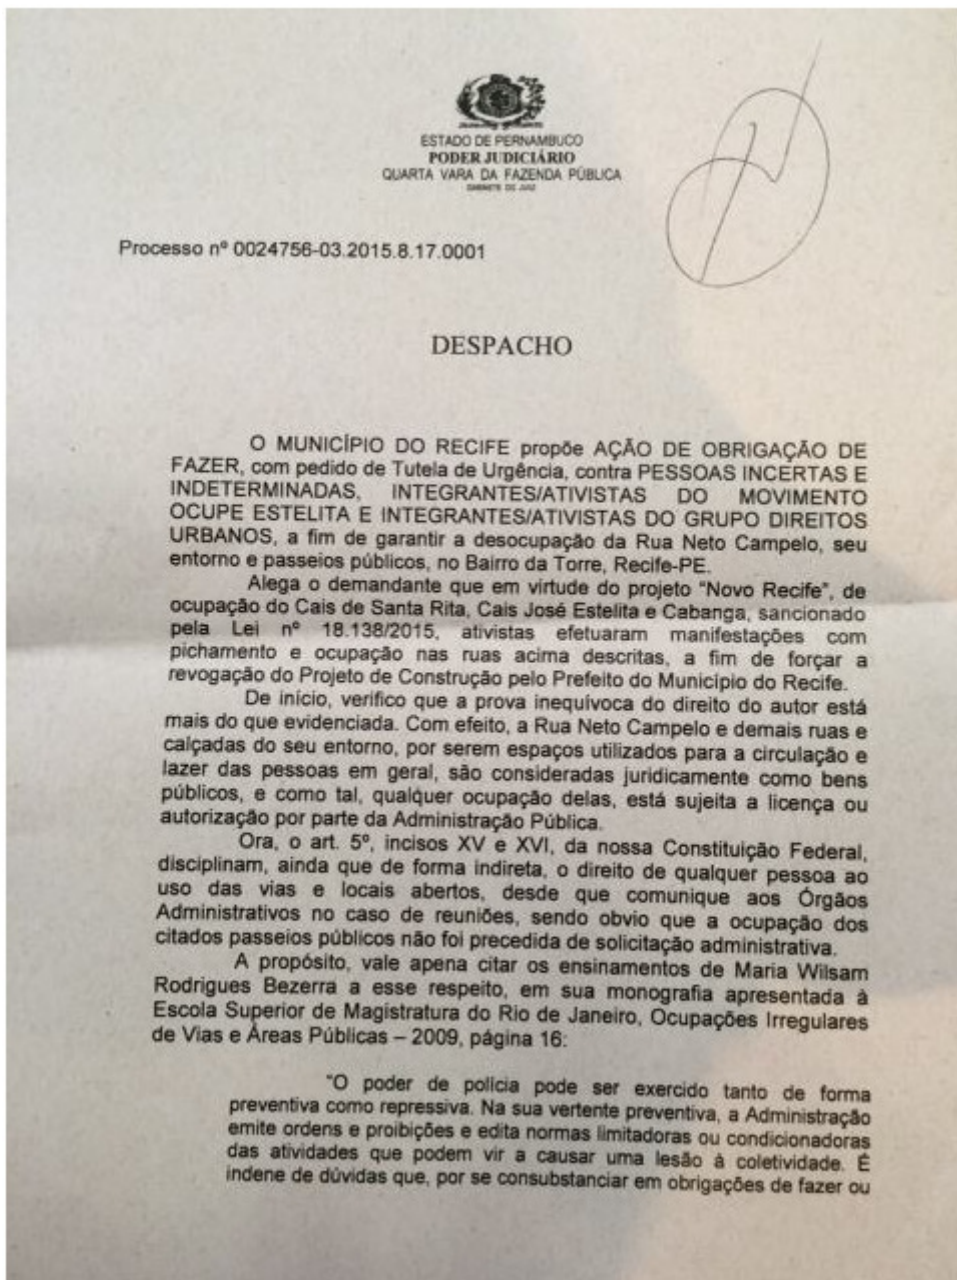 ESTADO DE PERNAMBUCO
PODER JUDICIÁRIO
QUARTA VARA DA FAZENDA PÚBLICA
GABINETE DO JUIZ
Processo nº 0024756-03.2015.8.17.0001
DESPACHO
O MUNICÍPIO DO RECIFE propõe AÇÃO DE OBRIGAÇÃO DE
FAZER, com pedido de Tutela de Urgência, contra PESSOAS INCERTAS E
INDETERMINADAS, INTEGRANTES/ATIVISTAS DO MOVIMENTO
OCUPE ESTELITA E INTEGRANTES/ATIVISTAS DO GRUPO DIREITOS
URBANOS, a fim de garantir a desocupação da Rua Neto Campelo, seu
entorno e passeios públicos, no Bairro da Torre, Recife-PE.
Alega o demandante que em virtude do projeto "Novo Recife", de
ocupação do Cais de Santa Rita, Cais José Estelita e Cabanga, sancionado
pela Lei nº 18.138/2015, ativistas efetuaram manifestações com
pichamento e ocupação nas ruas acima descritas, a fim de forçar a
revogação do Projeto de Construção pelo Prefeito do Município do Recife.
De início, verifico que a prova inequívoca do direito do autor está
mais do que evidenciada. Com efeito, a Rua Neto Campelo e demais ruas e
calçadas do seu entorno, por serem espaços utilizados para a circulação e
lazer das pessoas em geral, são consideradas juridicamente como bens
públicos, e como tal, qualquer ocupação delas, está sujeita a licença ou
autorização por parte da Administração Pública.
Ora, o art. 5º, incisos XV e XVI, da nossa Constituição Federal,
disciplinam, ainda que de forma indireta, o direito de qualquer pessoa ao
uso das vias e locais abertos, desde que comunique aos Órgãos
Administrativos no caso de reuniões, sendo obvio que a ocupação dos
citados passeios públicos não foi precedida de solicitação administrativa.
A propósito, vale apena citar os ensinamentos de Maria Wilsam
Rodrigues Bezerra a esse respeito, em sua monografia apresentada à
Escola Superior de Magistratura do Rio de Janeiro, Ocupações Irregulares
de Vias e Áreas Públicas – 2009, página 16:
"O poder de polícia pode ser exercido tanto de forma
preventiva como repressiva. Na sua vertente preventiva, a Administração
emite ordens e proibições e edita normas limitadoras ou condicionadoras
das atividades que podem vir a causar uma lesão à coletividade. É
indene de dúvidas que, por se consubstanciar em obrigações de fazer ou